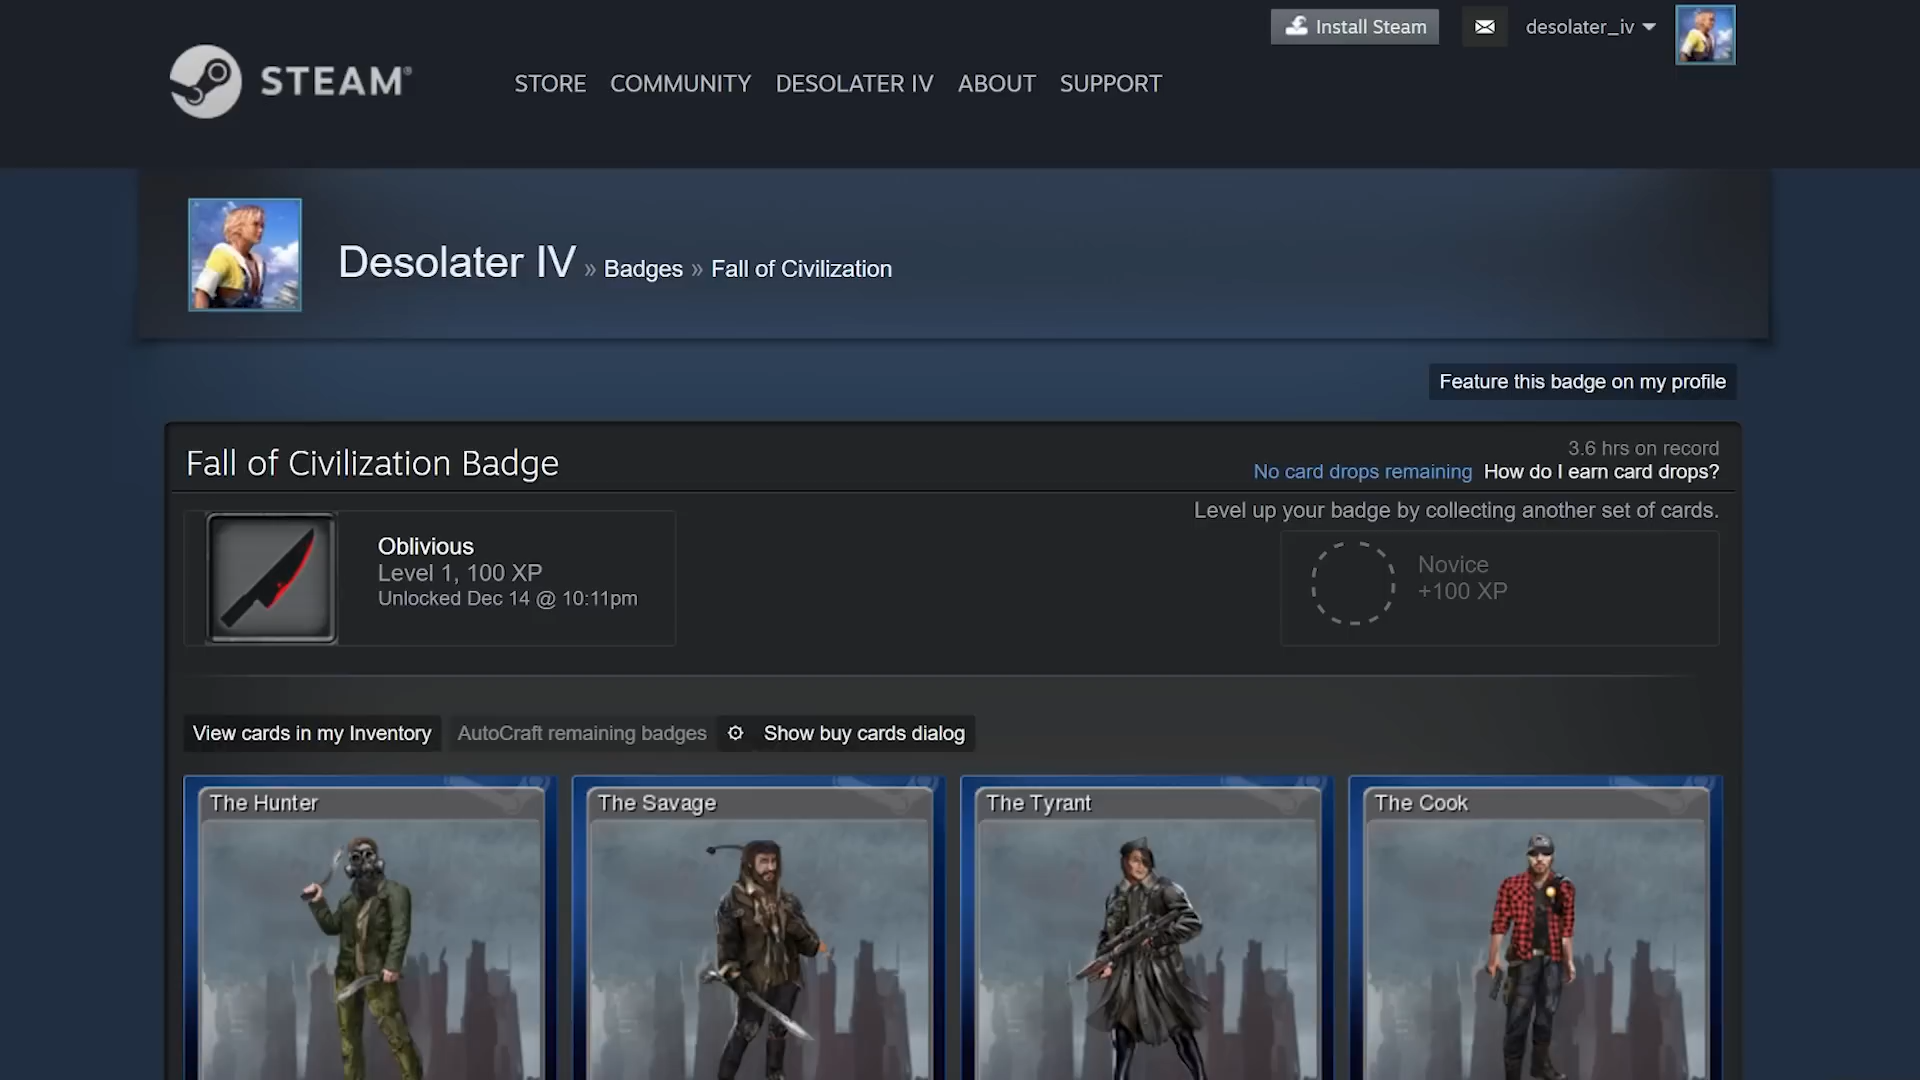 Install Steam
desolater_iv
STEAM®
STORE COMMUNITY DESOLATER IV ABOUT SUPPORT
Desolater IV » Badges » Fall of Civilization
Feature this badge on my profile
Fall of Civilization Badge
3.6 hrs on record
No card drops remaining How do I earn card drops?
Level up your badge by collecting another set of cards.
Oblivious
Level 1, 100 XP
Unlocked Dec 14 @ 10:11pm
Novice
+100 XP
View cards in my Inventory AutoCraft remaining badges Show buy cards dialog
The Hunter
The Savage
The Tyrant
The Cook